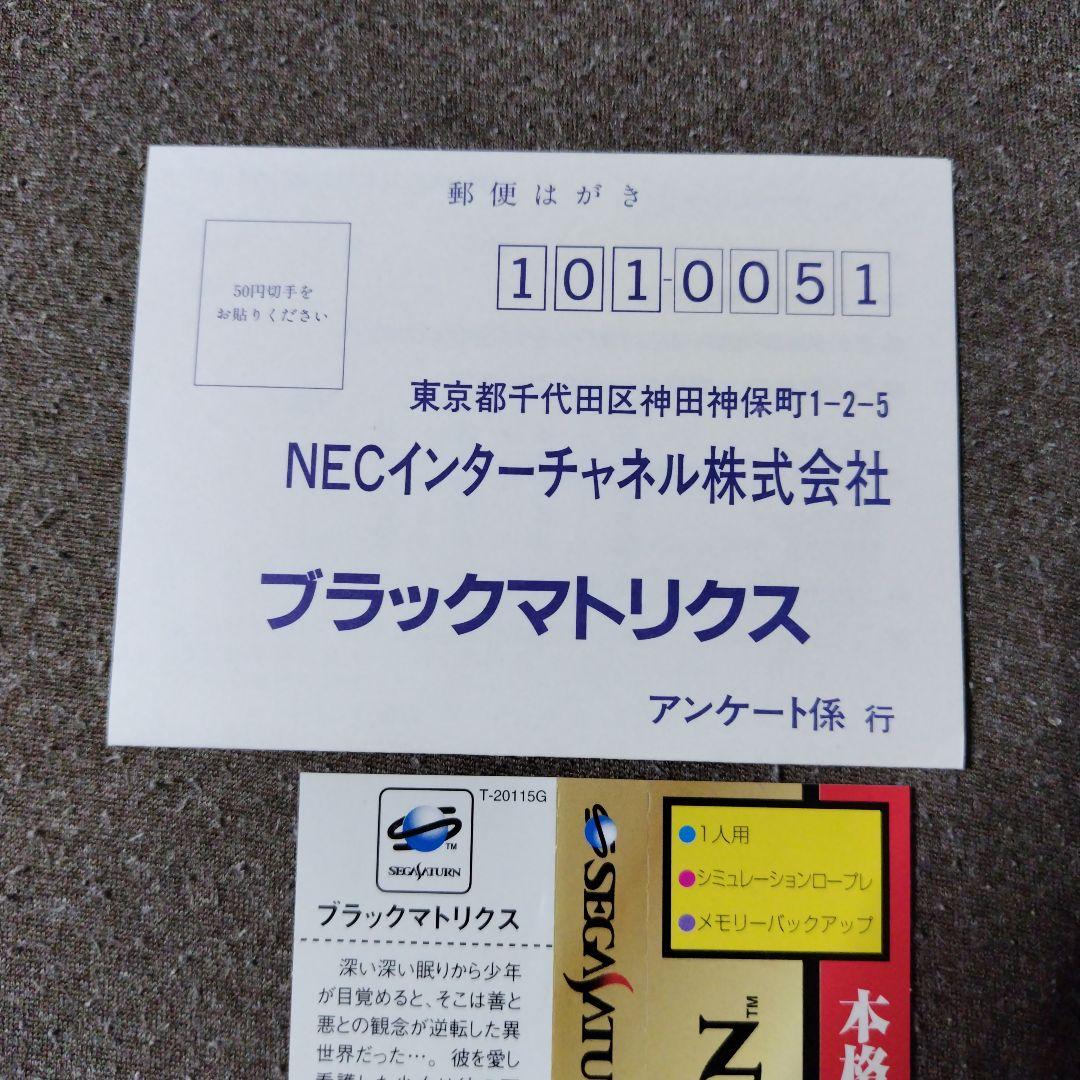 郵便はがき
50円切手を
お貼りください
101-0051
東京都千代田区神田神保町1-2-5
NECインターチャネル株式会社
ブラックマトリクス
アンケート係 行
T-20115G
SEGASATURN
TM
ブラックマトリクス
深い深い眠りから少年
が目覚めると、そこは善と
悪との観念が逆転した異
世界だった…。彼を愛し
SEGASATU
●1人用
●シミュレーションロープレ
●メモリーバックアップ
N
TM
本格